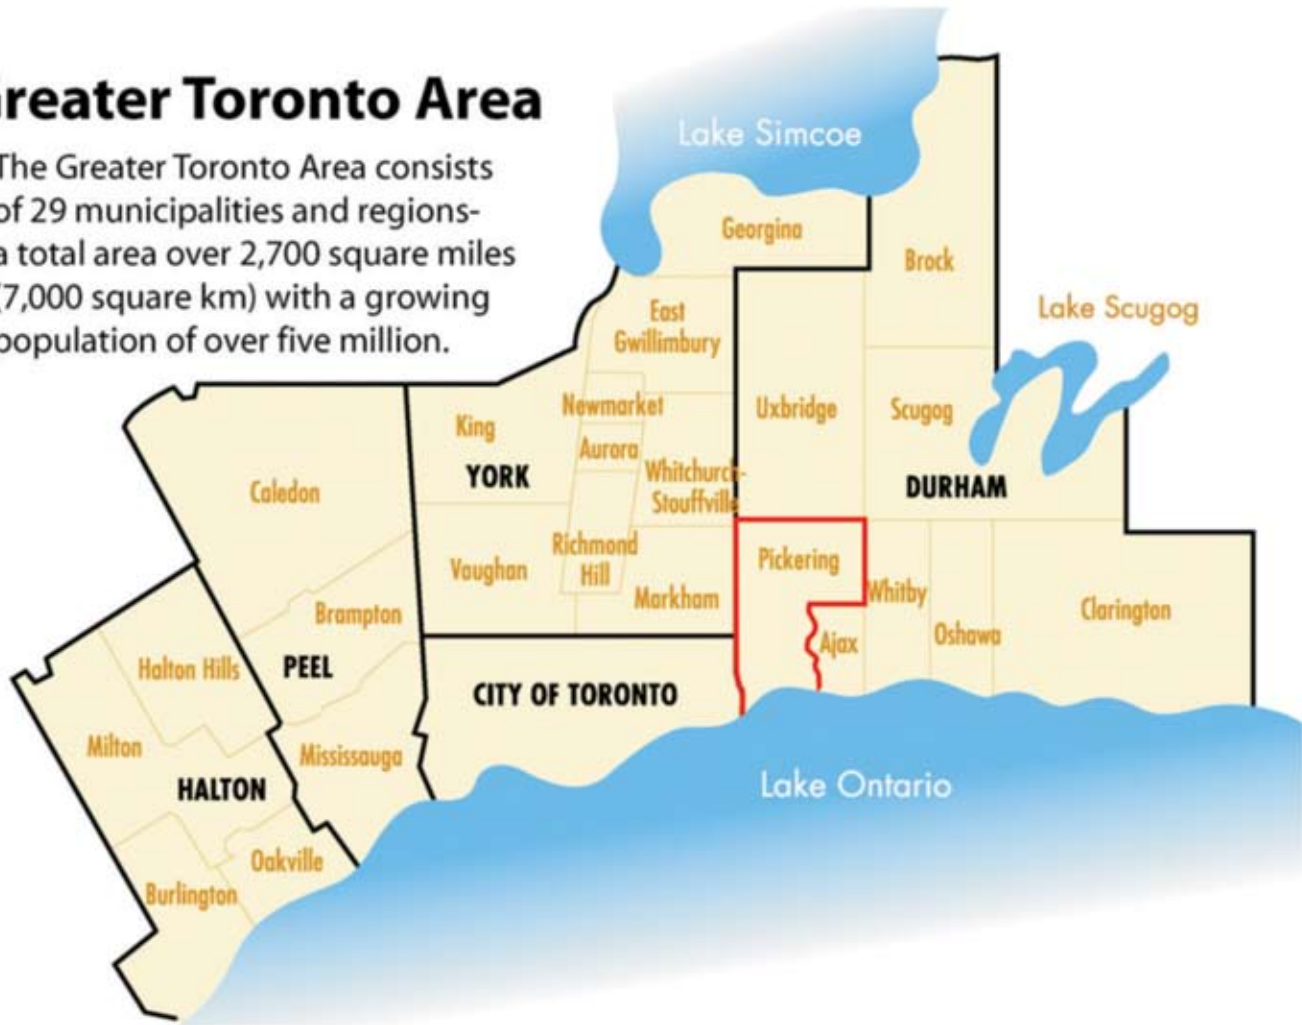 Greater Toronto Area
The Greater Toronto Area consists
of 29 municipalities and regions-
a total area over 2,700 square miles
(7,000 square km) with a growing
population of over five million.
Lake Simcoe
Georgina
Brock
East
Gwillimbury
Lake Scugog
Newmarket
Uxbridge
Scugog
King
Aurora
YORK
Whitchurch-
Stouffville
DURHAM
Caledon
Vaughan
Richmond
Hill
Markham
Pickering
Whitby
Ajax
Oshawa
Clarington
Brampton
Halton Hills
PEEL
CITY OF TORONTO
Milton
Mississauga
HALTON
Lake Ontario
Oakville
Burlington